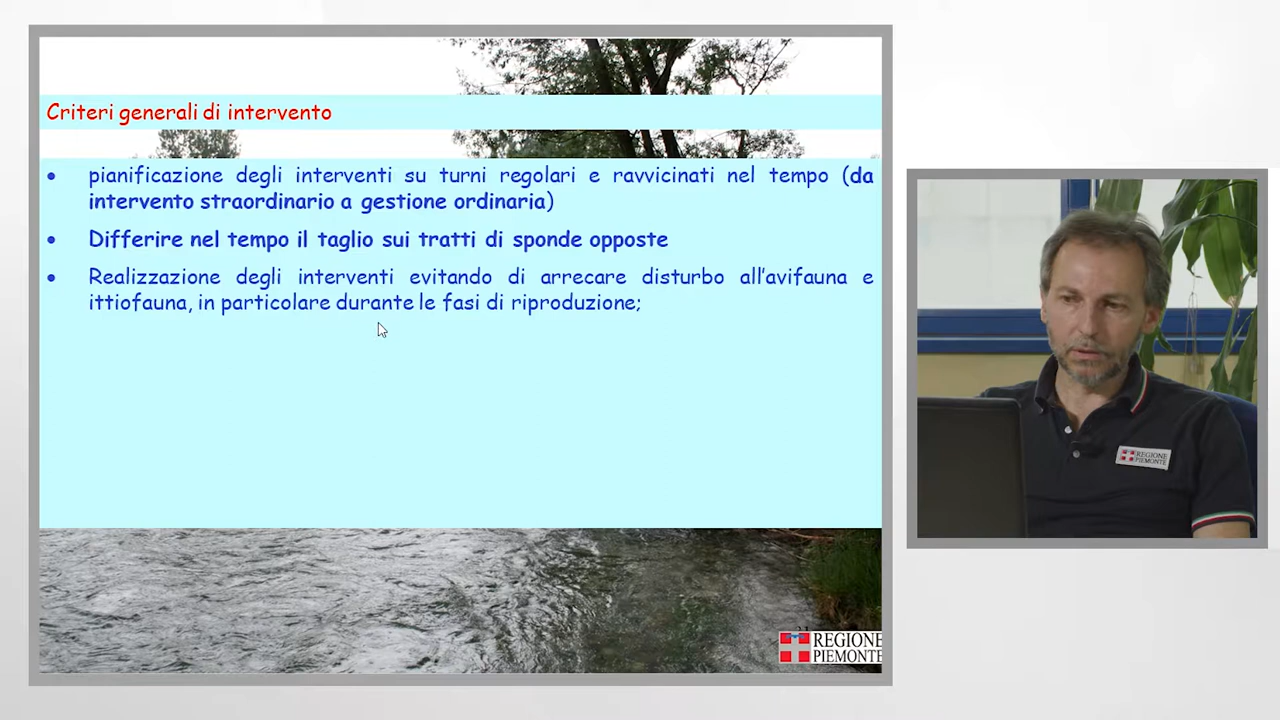 Criteri generali di intervento
• pianificazione degli interventi su turni regolari e ravvicinati nel tempo (da
intervento straordinario a gestione ordinaria)
• Differire nel tempo il taglio sui tratti di sponde opposte
• Realizzazione degli interventi evitando di arrecare disturbo all'avifauna e
ittiofauna, in particolare durante le fasi di riproduzione;
REGIONE
PIEMONTE
REGIONE
PIEMONTE